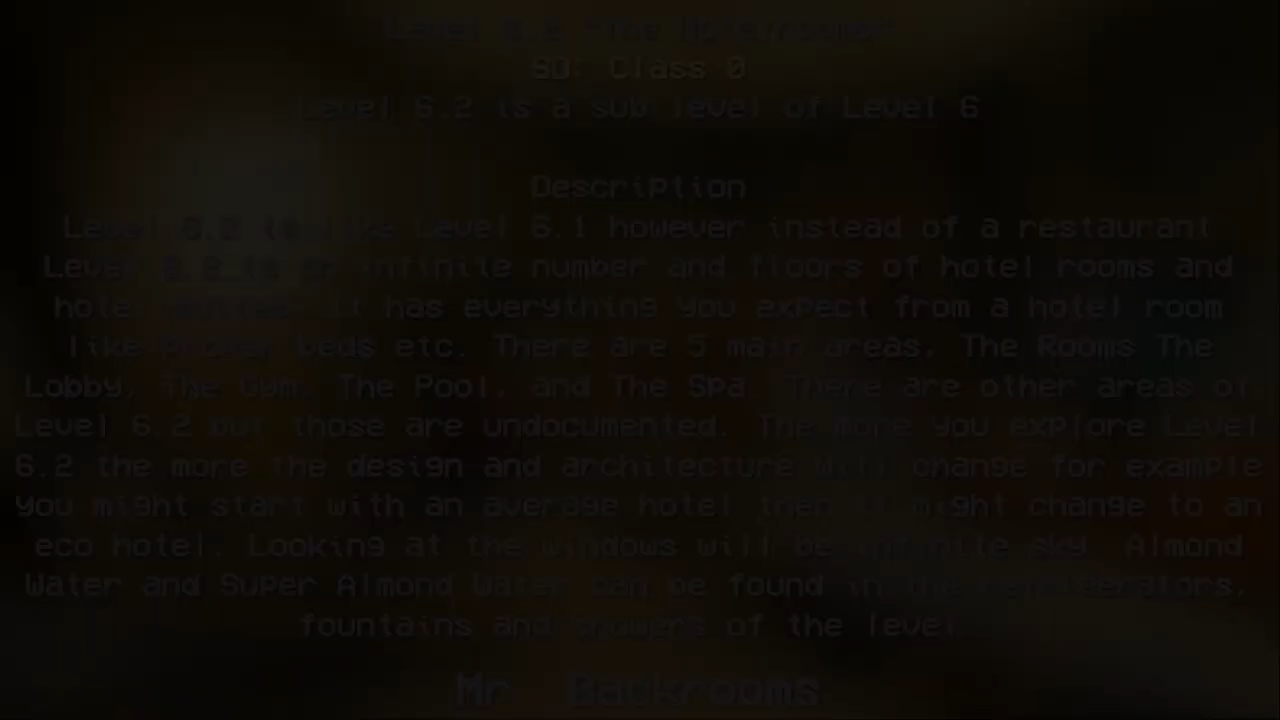 Level 6.2 "The Hotelrooms"
SD: Class 0
Level 6.2 is a sub level of Level 6
Description
Level 6.2 is like Level 6.1 however instead of a restaurant
Level 6.2 is an infinite number and floors of hotel rooms and
hotel suites. It has everything you expect from a hotel room
like proper beds etc. There are 5 main areas, The Rooms The
Lobby, The Gym, The Pool, and The Spa. There are other areas of
Level 6.2 but those are undocumented. The more you explore Level
6.2 the more the design and architecture will change for example
you might start with an average hotel then it might change to an
eco hotel. Looking at the windows will be infinite sky. Almond
Water and Super Almond Water can be found in the refrigerators,
fountains and showers of the level
Mr. Backrooms